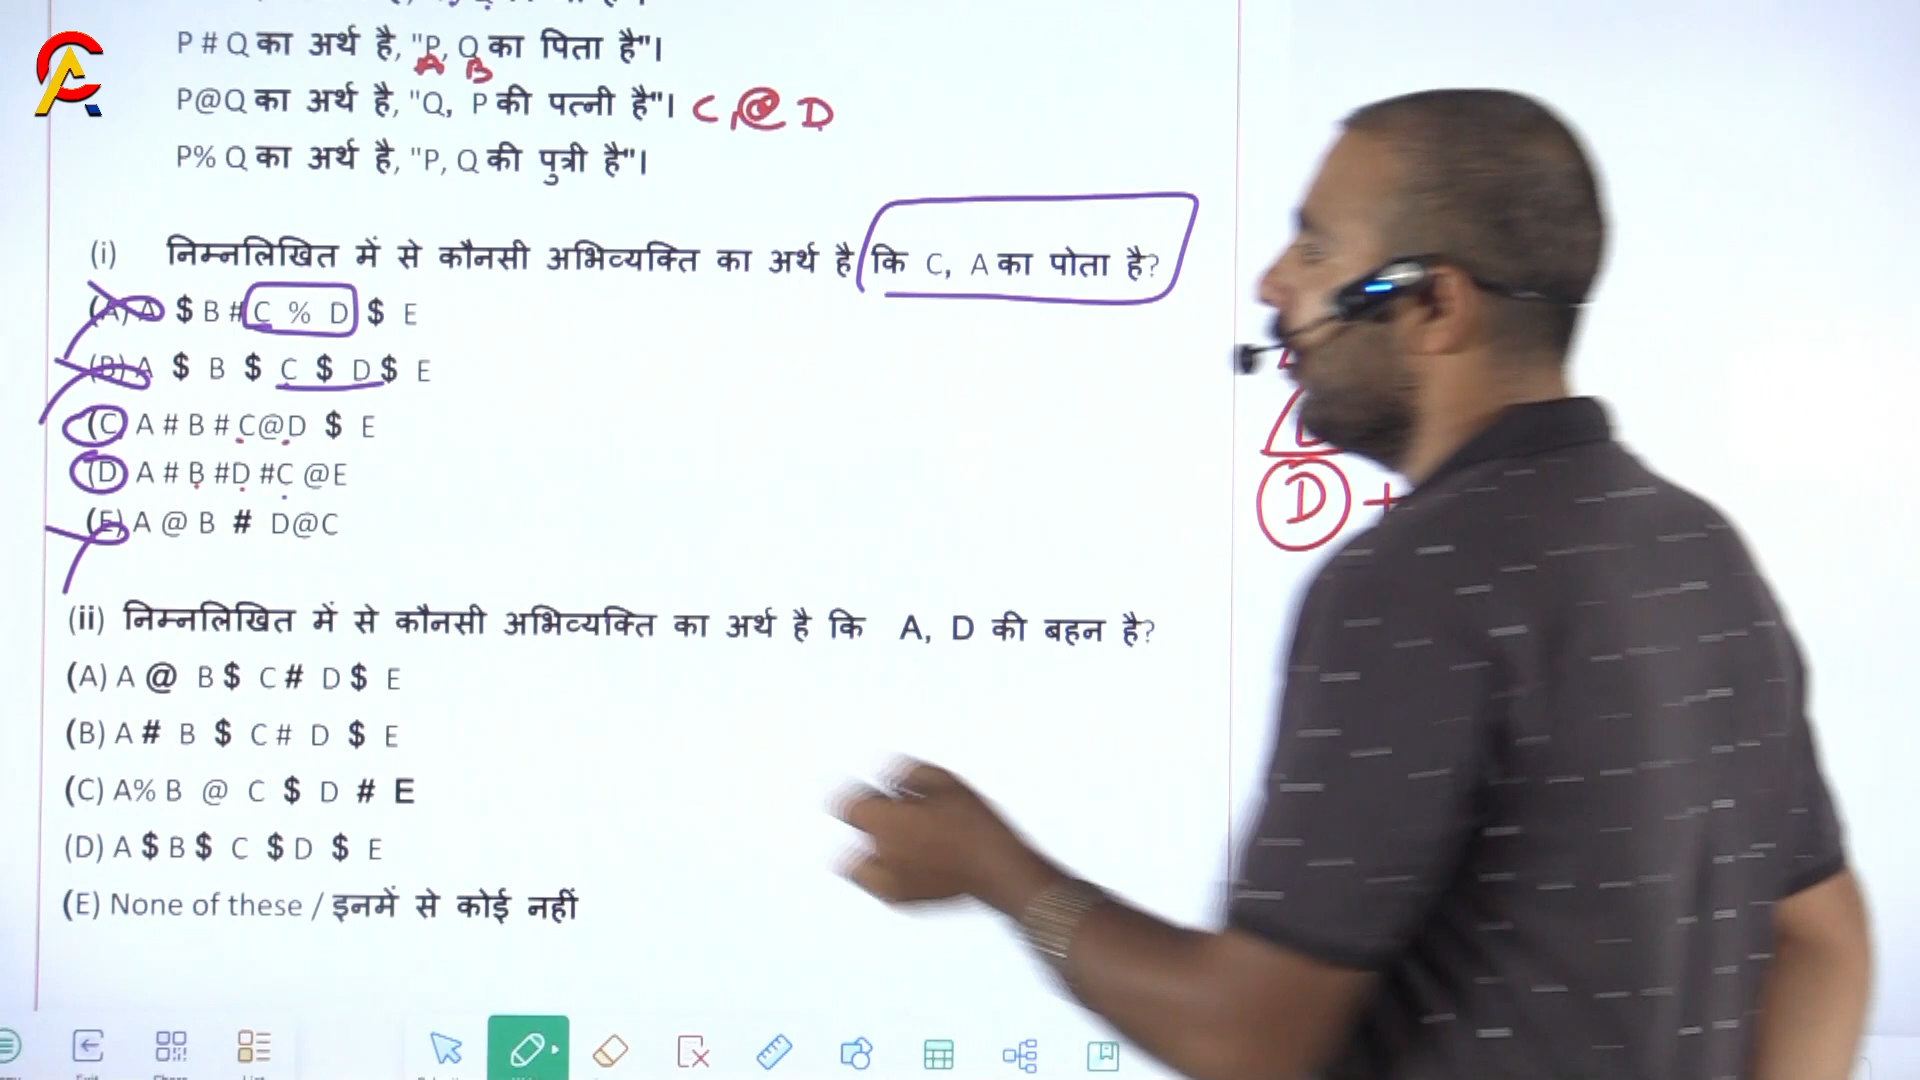 P # Q का अर्थ है, "P, Q का पिता है"।
A B
P@Q का अर्थ है, "Q, P की पत्नी है"। C @ D
P% Q का अर्थ है, "P, Q की पुत्री है"।
(i) निम्नलिखित में से कौनसी अभिव्यक्ति का अर्थ है कि C, A का पोता है?
(A) A $ B # C % D $ E
(B) A $ B $ C $ D $ E
(C) A # B # C@D $ E
(D) A # B #D #C @E
(E) A @ B # D@C
D +
(ii) निम्नलिखित में से कौनसी अभिव्यक्ति का अर्थ है कि A, D की बहन है?
(A) A @ B $ C # D $ E
(B) A # B $ C # D $ E
(C) A% B @ C $ D # E
(D) A $ B $ C $ D $ E
(E) None of these / इनमें से कोई नहीं